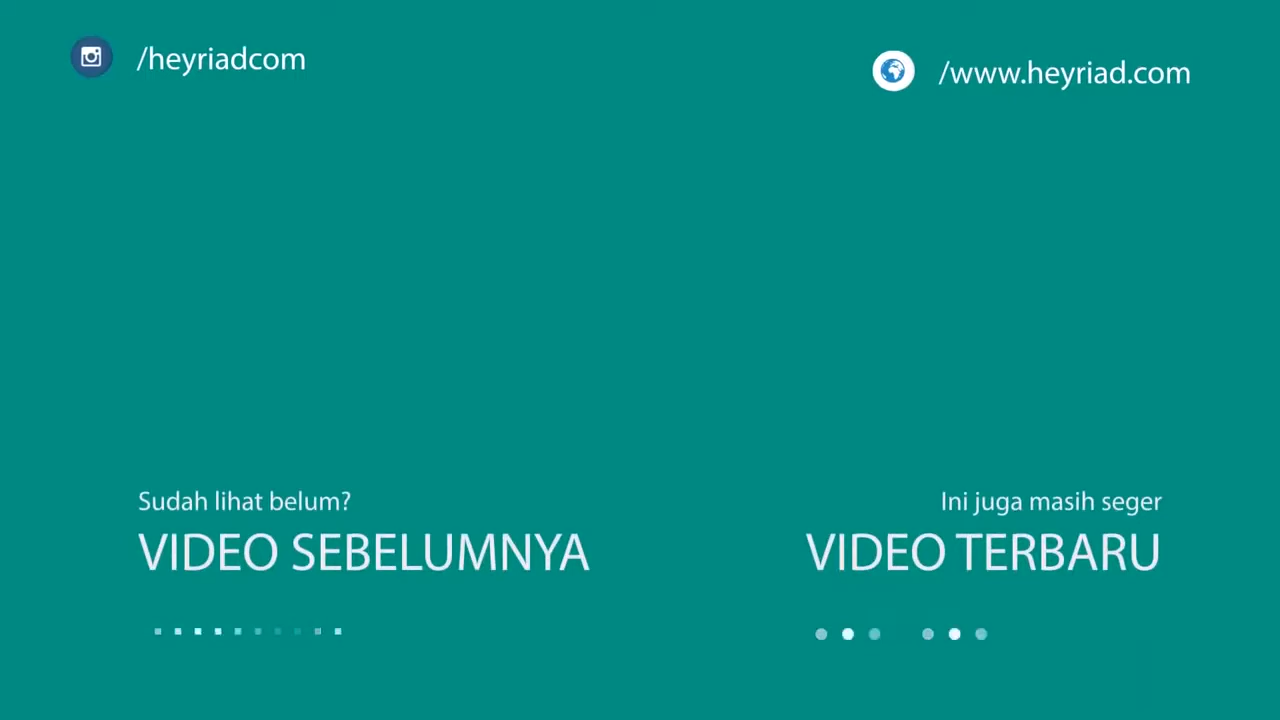 /heyriadcom
/www.heyriad.com
Sudah lihat belum?
VIDEO SEBELUMNYA
Ini juga masih seger
VIDEO TERBARU